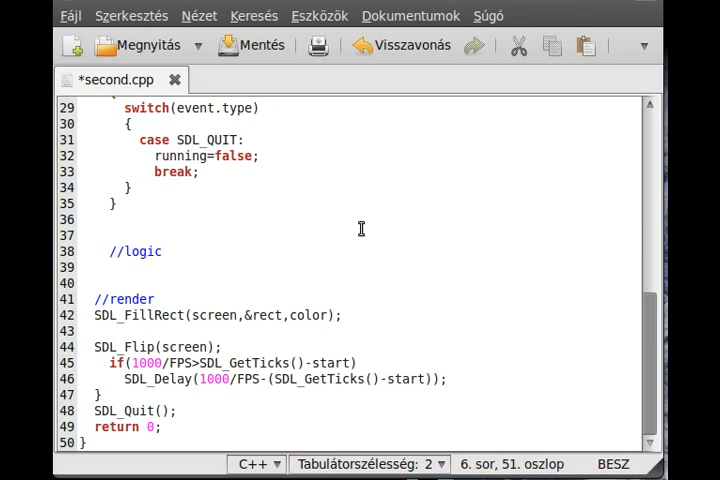 Fájl Szerkesztés Nézet Keresés Eszközök Dokumentumok Súgó
Megnyitás Mentés Visszavonás
*second.cpp
29 switch(event.type)
30 {
31 case SDL_QUIT:
32 running=false;
33 break;
34 }
35 }
36
37
38 //logic
39
40
41 //render
42 SDL_FillRect(screen,&rect,color);
43
44 SDL_Flip(screen);
45 if(1000/FPS>SDL_GetTicks()-start)
46 SDL_Delay(1000/FPS-(SDL_GetTicks()-start));
47 }
48 SDL_Quit();
49 return 0;
50 }
C++ Tabulátorszélesség: 2 6. sor, 51. oszlop BESZ